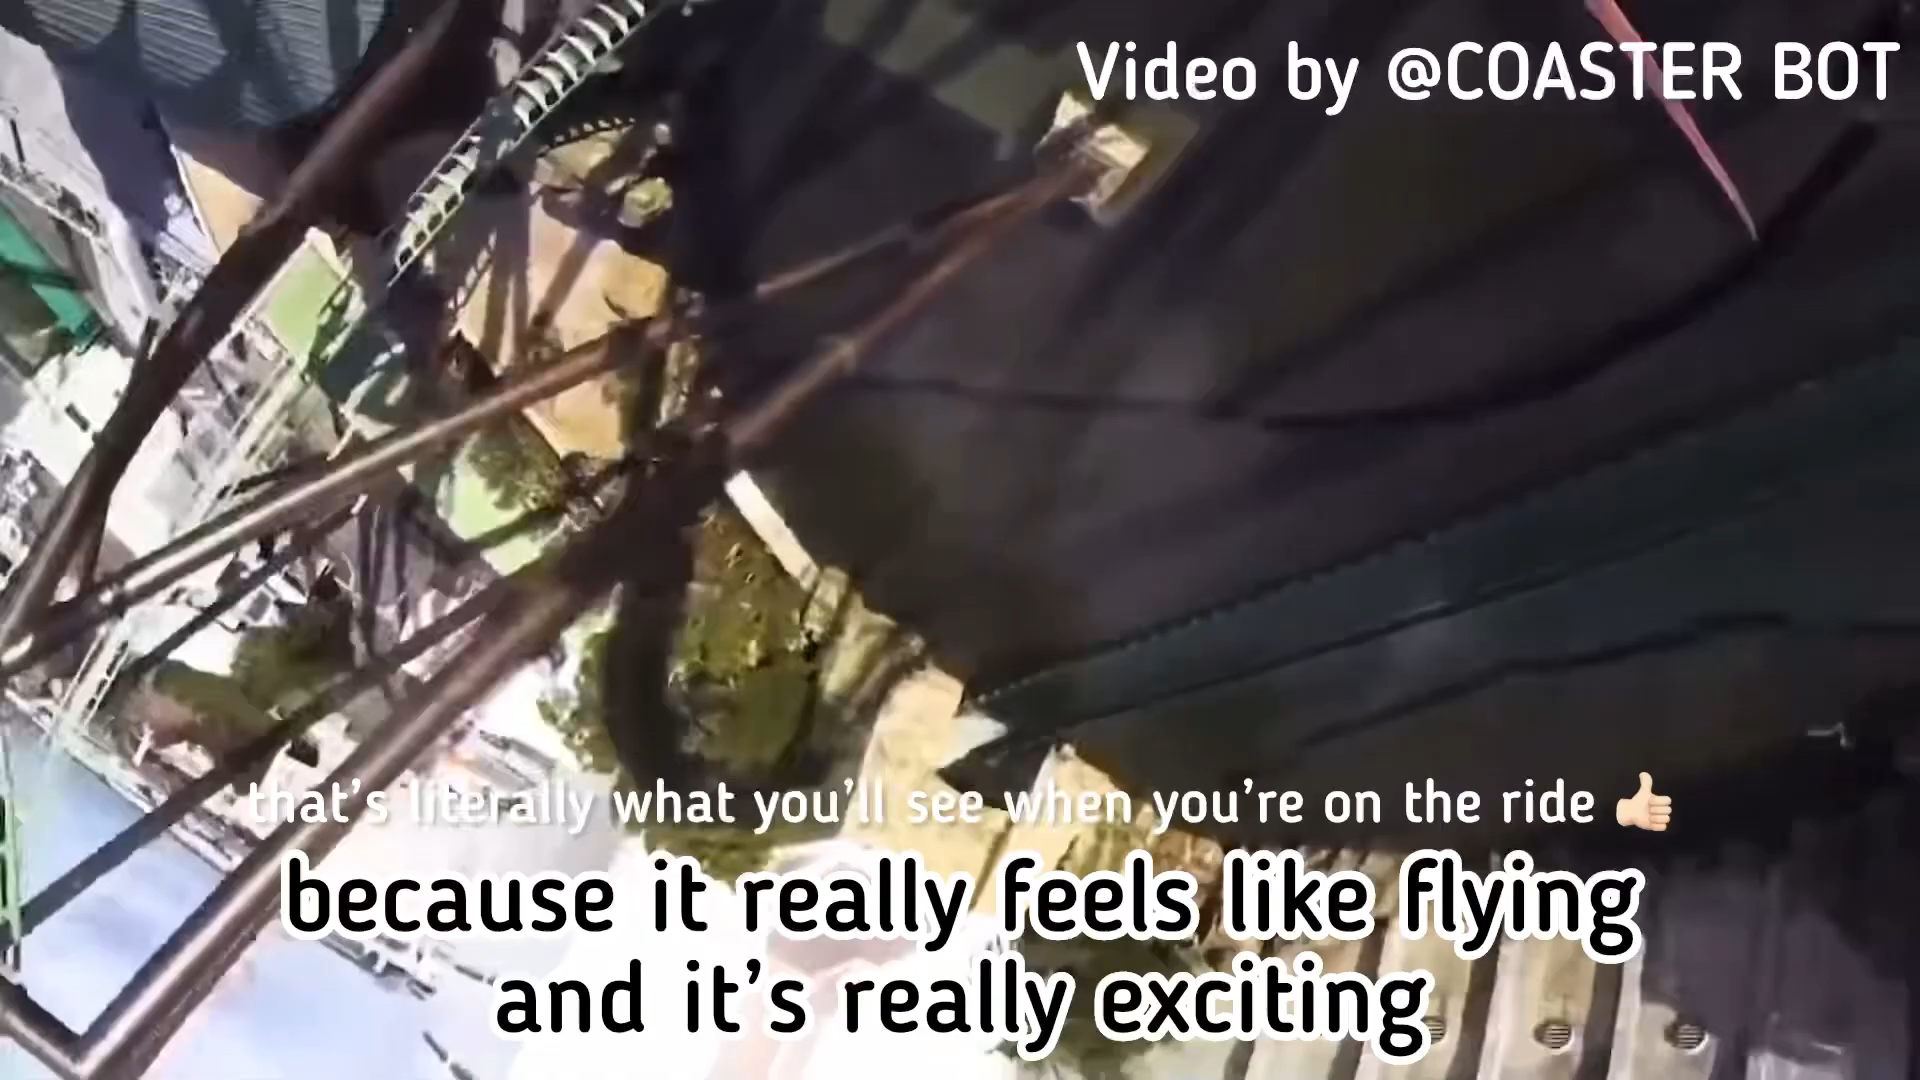 Video by @COASTER BOT
that's literally what you'll see when you're on the ride 👍🏻
because it really feels like flying
and it's really exciting